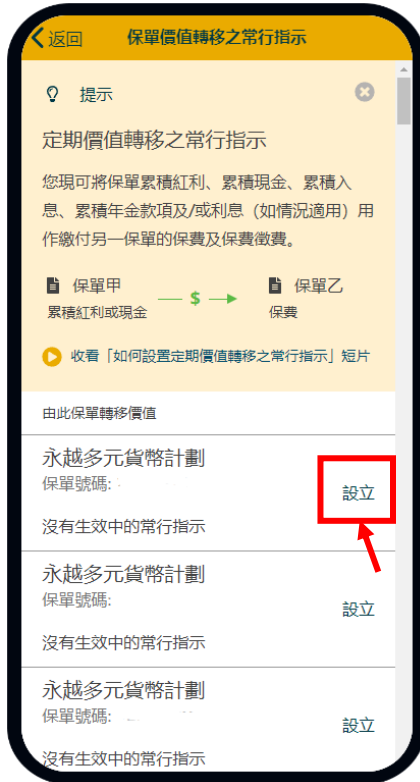 返回 保單價值轉移之常行指示
提示
定期價值轉移之常行指示
您現可將保單累積紅利、累積現金、累積入
息、累積年金款項及/或利息（如情況適用）用
作繳付另一保單的保費及保費徵費。
保單甲 $ 保單乙
累積紅利或現金 保費
收看「如何設置定期價值轉移之常行指示」短片
由此保單轉移價值
永越多元貨幣計劃
保單號碼:
設立
沒有生效中的常行指示
永越多元貨幣計劃
保單號碼:
設立
沒有生效中的常行指示
永越多元貨幣計劃
保單號碼:
設立
沒有生效中的常行指示